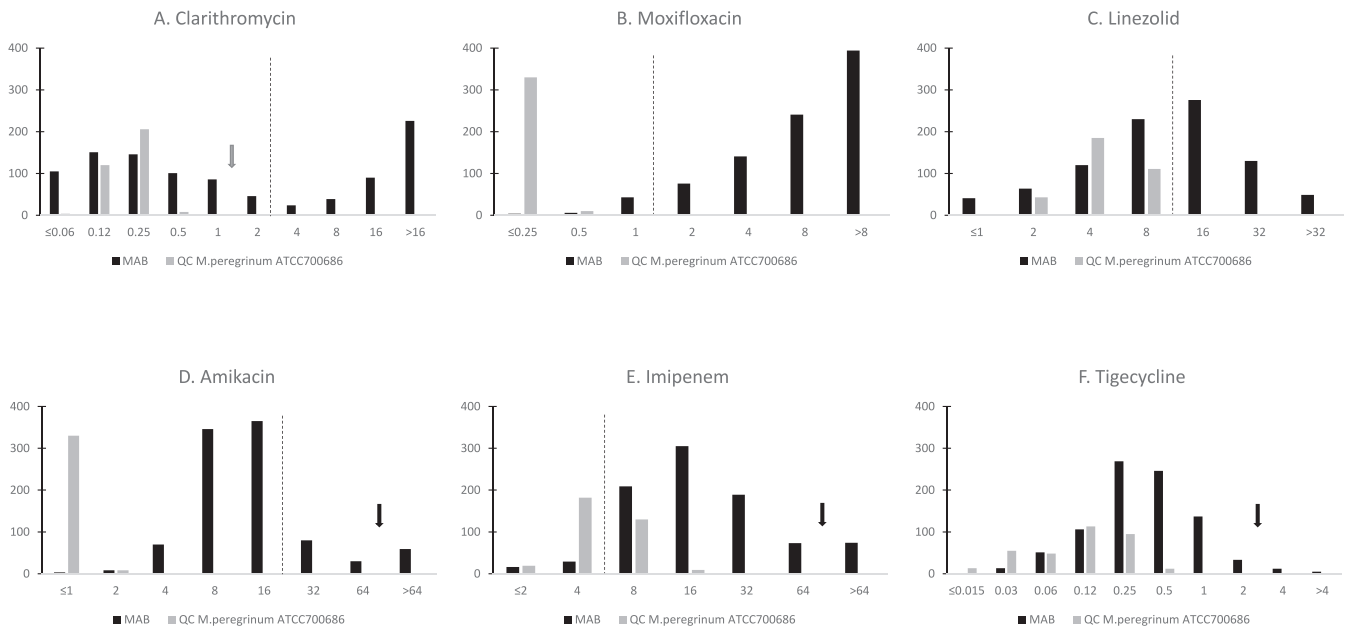 A. Clarithromycin
400
300
200
100
0
≤0.06 0.12 0.25 0.5 1 2 4 8 16 >16
MAB QC M.peregrinum ATCC700686
B. Moxifloxacin
400
300
200
100
0
≤0.25 0.5 1 2 4 8 >8
MAB QC M.peregrinum ATCC700686
C. Linezolid
400
300
200
100
0
≤1 2 4 8 16 32 >32
MAB QC M.peregrinum ATCC700686
D. Amikacin
400
300
200
100
0
≤1 2 4 8 16 32 64 >64
MAB QC M.peregrinum ATCC700686
E. Imipenem
400
300
200
100
0
≤2 4 8 16 32 64 >64
MAB QC M.peregrinum ATCC700686
F. Tigecycline
400
300
200
100
0
≤0.015 0.03 0.06 0.12 0.25 0.5 1 2 4 >4
MAB QC M.peregrinum ATCC700686